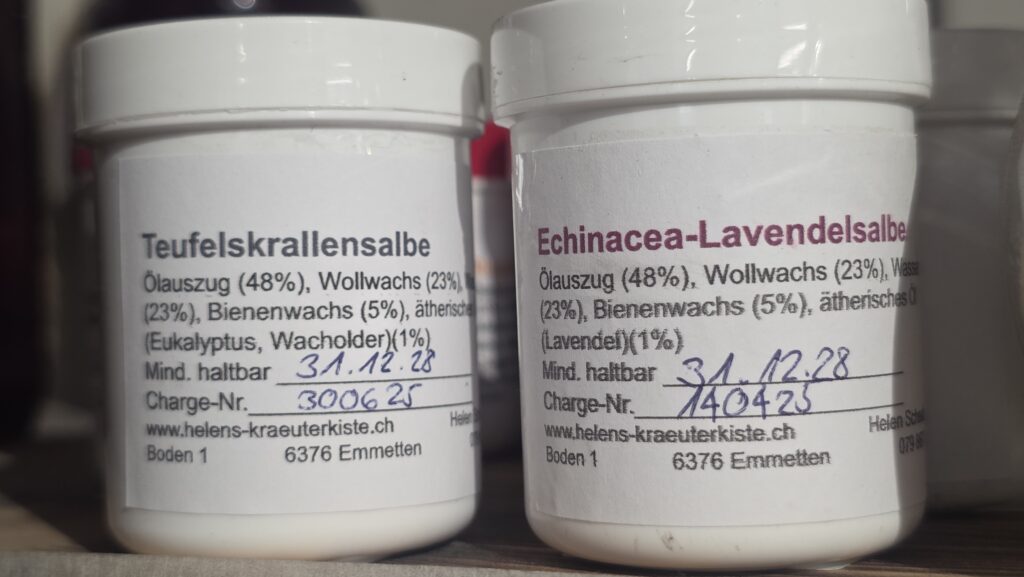 Teufelskrallensalbe
Ölauszug (48%), Wollwachs (23%),
(23%), Bienenwachs (5%),
(Eukalyptus, Wacholder)(1%)
Mind. haltbar 31.12.28
Charge-Nr. 300625
www.helens-kraeuterkiste.ch
Boden 1 6376 Emmetten
Echinacea-Lavendelsalbe
Ölauszug (48%), Wollwachs (23%),
(23%), Bienenwachs (5%), ätherisches
(Lavendel)(1%)
Mind. haltbar 31.12.28
Charge-Nr. 140425
www.helens-kraeuterkiste.ch Helen
Boden 1 6376 Emmetten 079